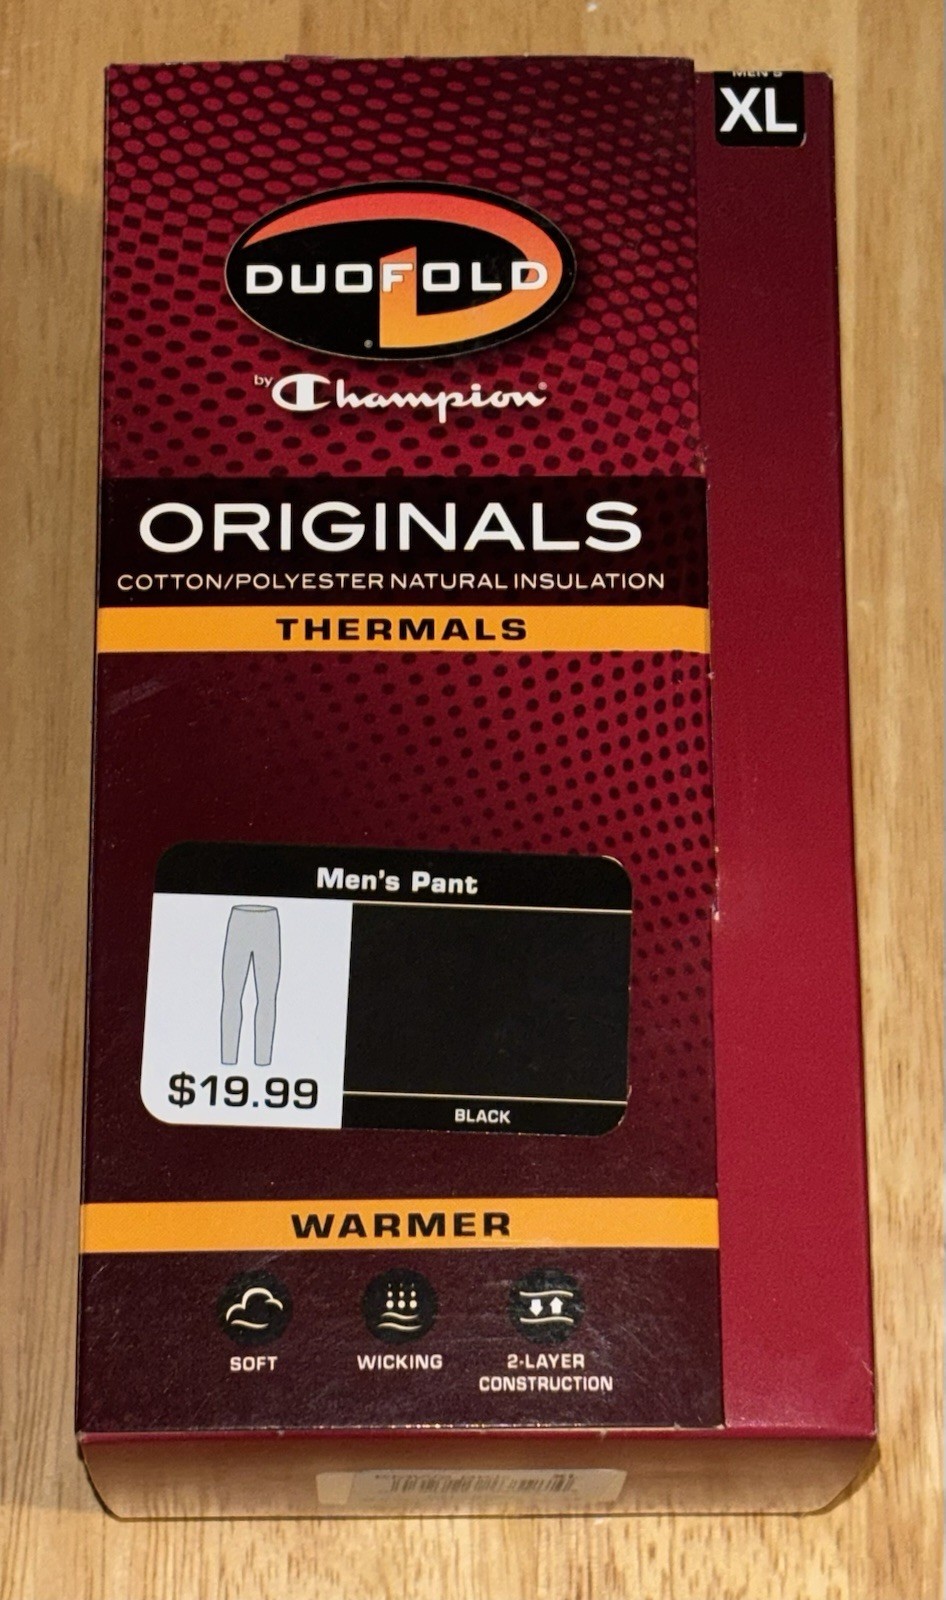 MEN'S
XL
DUOFOLD
®
by Champion®
ORIGINALS
COTTON/POLYESTER NATURAL INSULATION
THERMALS
Men's Pant
$19.99
BLACK
WARMER
SOFT
WICKING
2-LAYER
CONSTRUCTION